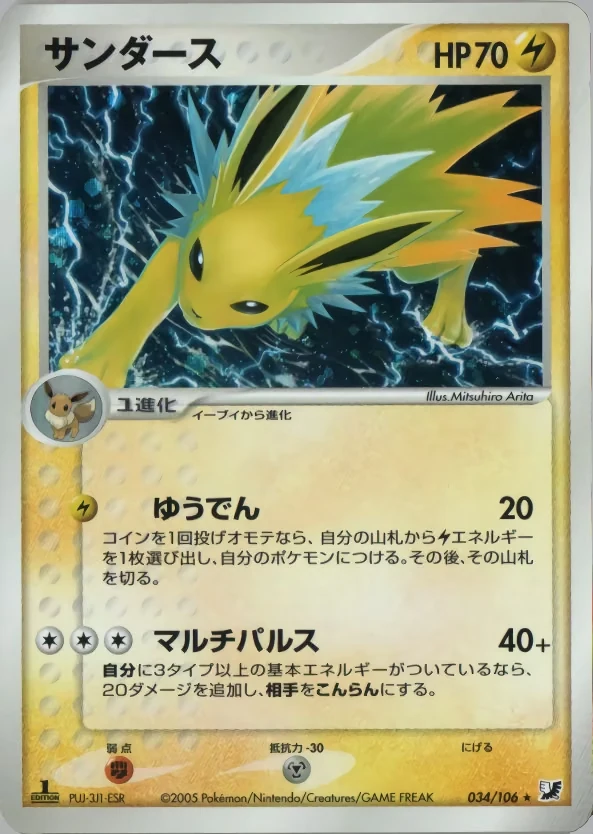 サンダース HP70
Illus.Mitsuhiro Arita
1進化
イーブイから進化
ゆうでん 20
コインを1回投げオモテなら、自分の山札からエネルギー
を1枚選び出し、自分のポケモンにつける。その後、その山札
を切る。
マルチパルス 40+
自分に3タイプ以上の基本エネルギーがついているなら、
20ダメージを追加し、相手をこんらんにする。
弱点 抵抗力 -30 にげる
1 EDITION PUJ-3J1-ESR ©2005 Pokémon/Nintendo/Creatures/GAME FREAK 034/106 ★